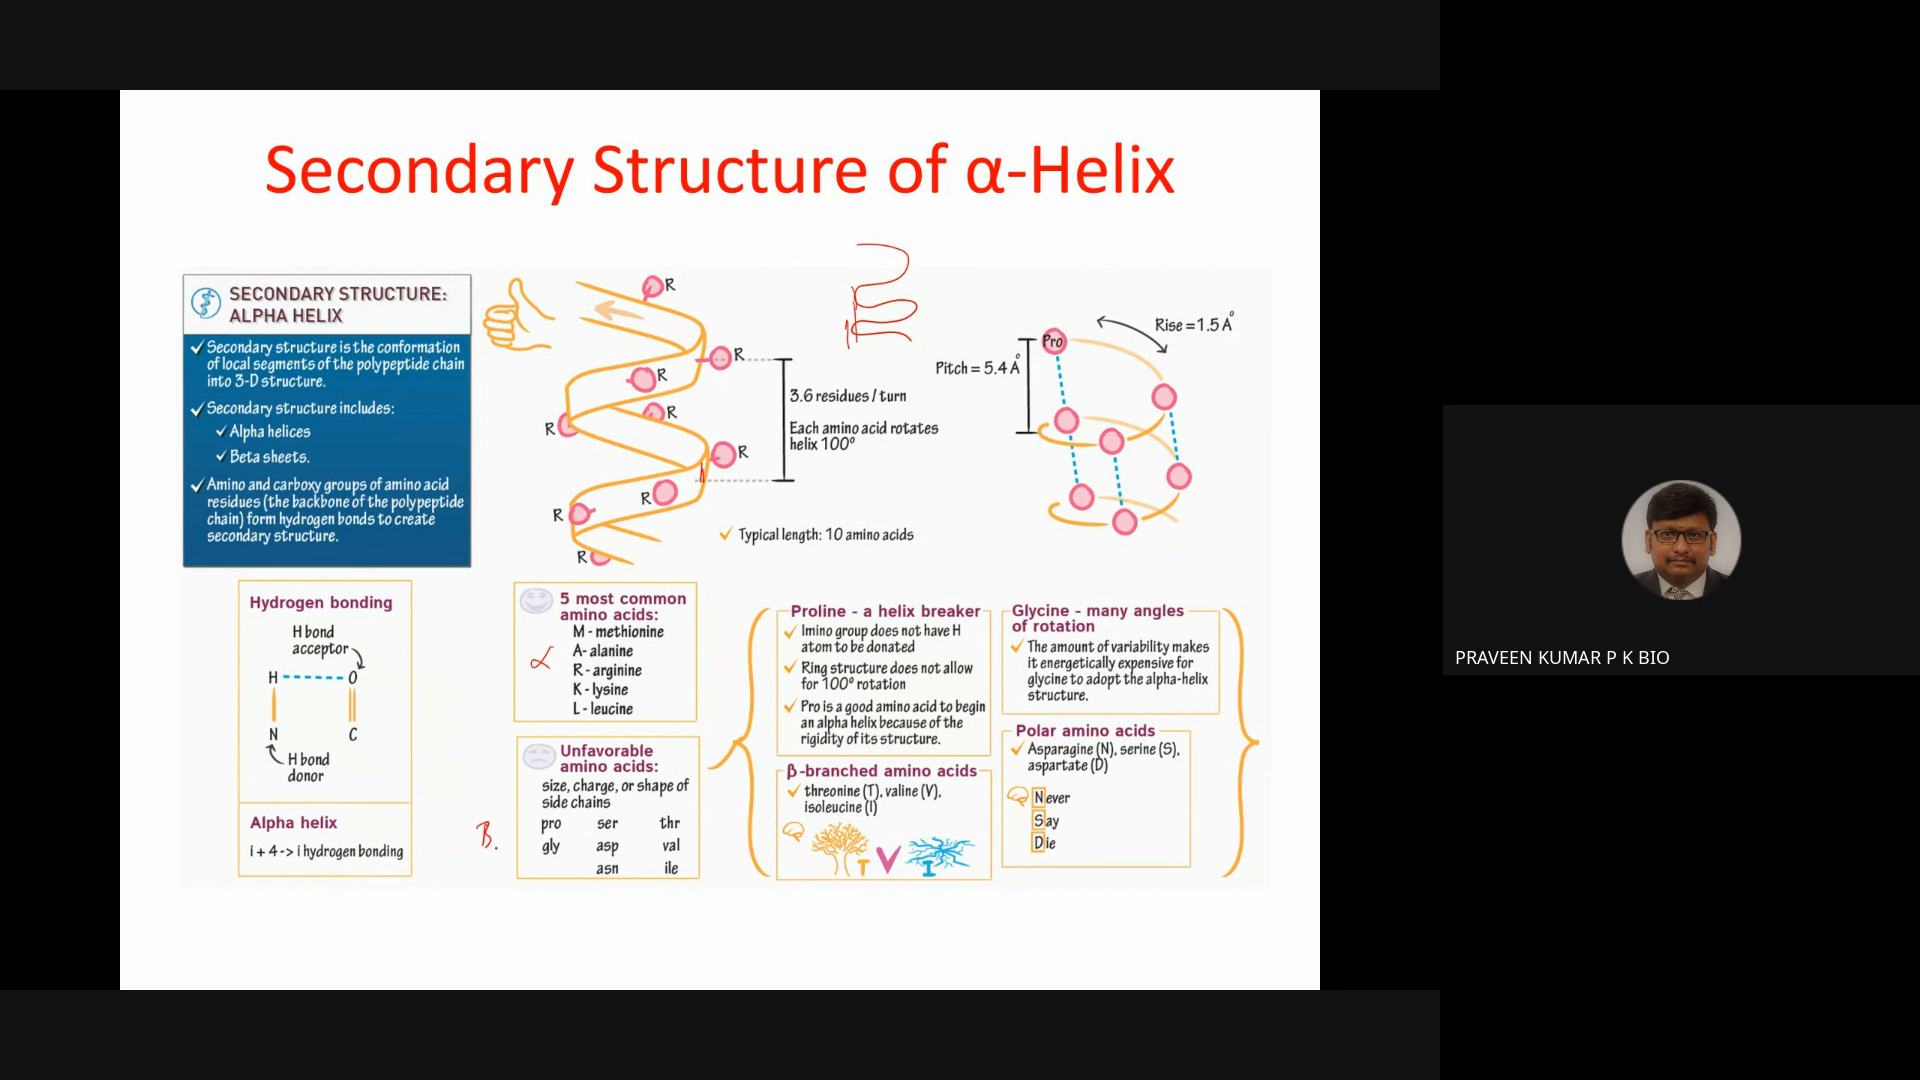 Secondary Structure of α-Helix
SECONDARY STRUCTURE:
ALPHA HELIX
Secondary structure is the conformation
of local segments of the polypeptide chain
into 3-D structure.
Secondary structure includes:
Alpha helices
Beta sheets.
Amino and carboxy groups of amino acid
residues (the backbone of the polypeptide
chain) form hydrogen bonds to create
secondary structure.
R
R
R
R
R
R
R
R
R
3.6 residues / turn
Each amino acid rotates
helix 100°
Typical length: 10 amino acids
Rise = 1.5 Å
Pro
Pitch = 5.4 Å
Hydrogen bonding
H bond
acceptor
H O
N C
H bond
donor
Alpha helix
i + 4 -> i hydrogen bonding
5 most common
amino acids:
M - methionine
A- alanine
R - arginine
K - lysine
L - leucine
α
Unfavorable
amino acids:
size, charge, or shape of
side chains
pro ser thr
gly asp val
asn ile
B.
Proline - a helix breaker
Imino group does not have H
atom to be donated
Ring structure does not allow
for 100° rotation
Pro is a good amino acid to begin
an alpha helix because of the
rigidity of its structure.
β-branched amino acids
threonine (T), valine (V),
isoleucine (I)
T V I
Glycine - many angles
of rotation
The amount of variability makes
it energetically expensive for
glycine to adopt the alpha-helix
structure.
Polar amino acids
Asparagine (N), serine (S),
aspartate (D)
Never
Say
Die
PRAVEEN KUMAR P K BIO